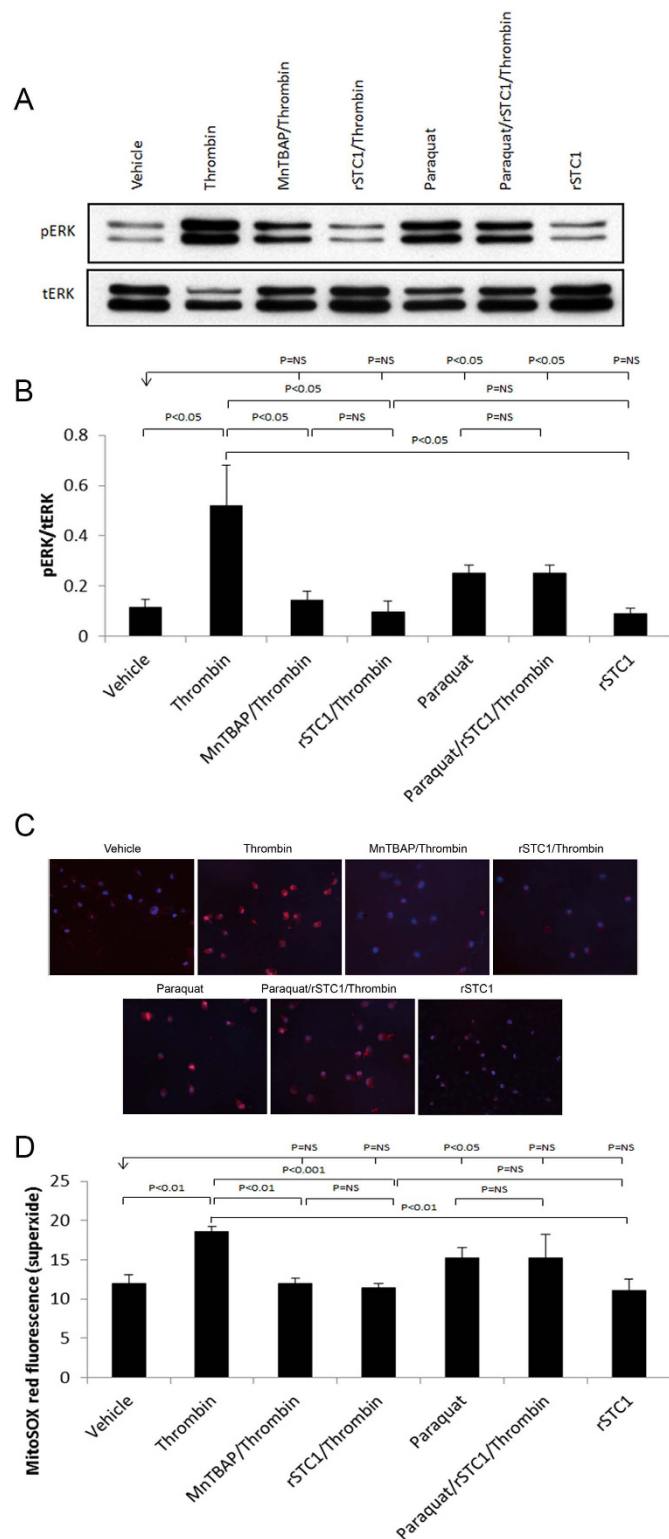 A
Vehicle
Thrombin
MnTBAP/Thrombin
rSTC1/Thrombin
Paraquat
Paraquat/rSTC1/Thrombin
rSTC1
pERK
tERK
B
P=NS P=NS P<0.05 P<0.05 P=NS
P<0.05 P=NS
P<0.05 P<0.05 P=NS P=NS
P<0.05
pERK/tERK
0.8
0.6
0.4
0.2
0
Vehicle
Thrombin
MnTBAP/Thrombin
rSTC1/Thrombin
Paraquat
Paraquat/rSTC1/Thrombin
rSTC1
C
Vehicle Thrombin MnTBAP/Thrombin rSTC1/Thrombin
Paraquat Paraquat/rSTC1/Thrombin rSTC1
D
P=NS P=NS P<0.05 P=NS P=NS
P<0.001 P=NS
P<0.01 P<0.01 P=NS P=NS
P<0.01
MitoSOX red fluorescence (superxide)
25
20
15
10
5
0
Vehicle
Thrombin
MnTBAP/Thrombin
rSTC1/Thrombin
Paraquat
Paraquat/rSTC1/Thrombin
rSTC1